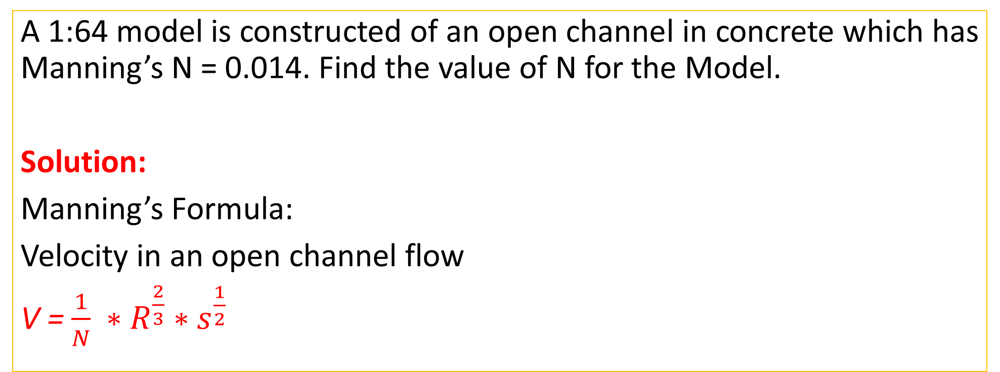 A 1:64 model is constructed of an open channel in concrete which has
Manning’s N = 0.014. Find the value of N for the Model.
Solution:
Manning’s Formula:
Velocity in an open channel flow
V = \frac{1}{N} * R^{\frac{2}{3}} * s^{\frac{1}{2}}